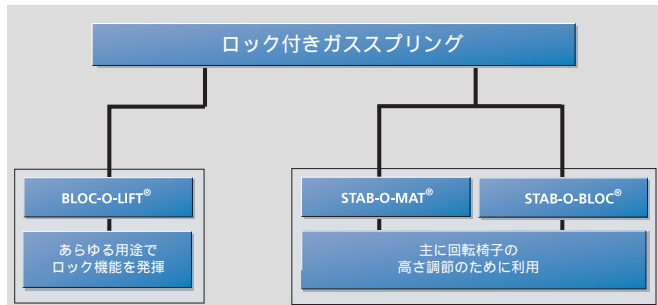 ロック付きガススプリング
BLOC-O-LIFT®
STAB-O-MAT®
STAB-O-BLOC®
あらゆる用途で
ロック機能を発揮
主に回転椅子の
高さ調節のために利用